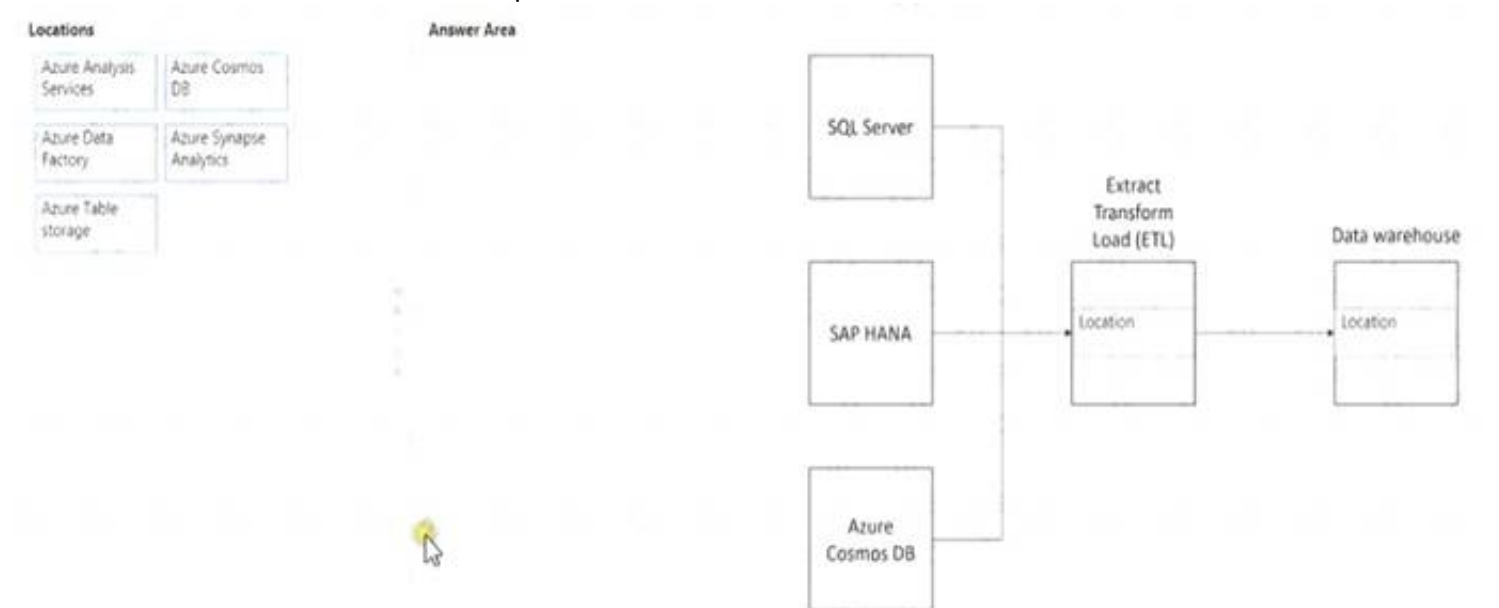 Locations
Answer Area
Azure Analysis
Services
Azure Cosmos
DB
Azure Data
Factory
Azure Synapse
Analytics
Azure Table
storage
SQL Server
SAP HANA
Azure
Cosmos DB
Extract
Transform
Load (ETL)
Location
Data warehouse
Location